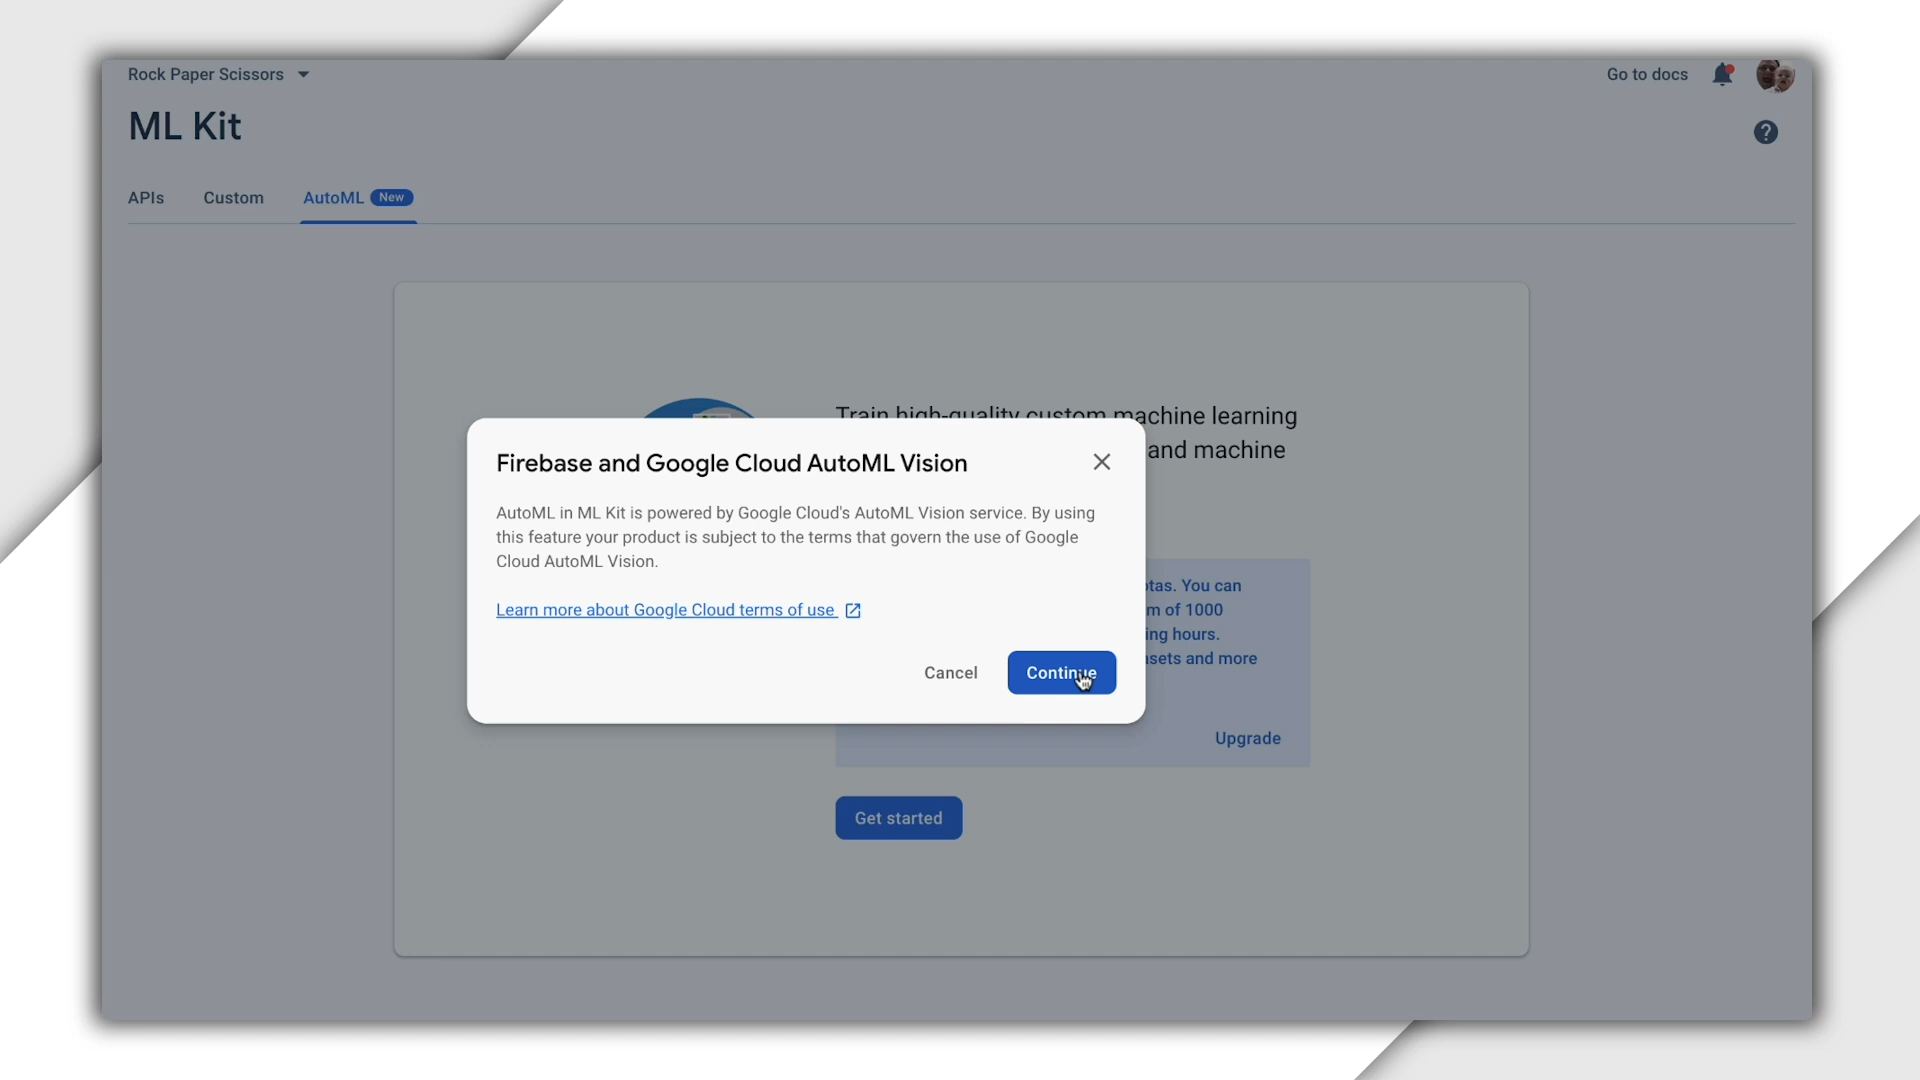 Rock Paper Scissors
Go to docs
ML Kit
APIs Custom AutoML New
Train high-quality custom machine learning
and machine
Firebase and Google Cloud AutoML Vision
AutoML in ML Kit is powered by Google Cloud's AutoML Vision service. By using
this feature your product is subject to the terms that govern the use of Google
Cloud AutoML Vision.
Learn more about Google Cloud terms of use
Cancel Continue
You can
of 1000
hours.
and more
Upgrade
Get started